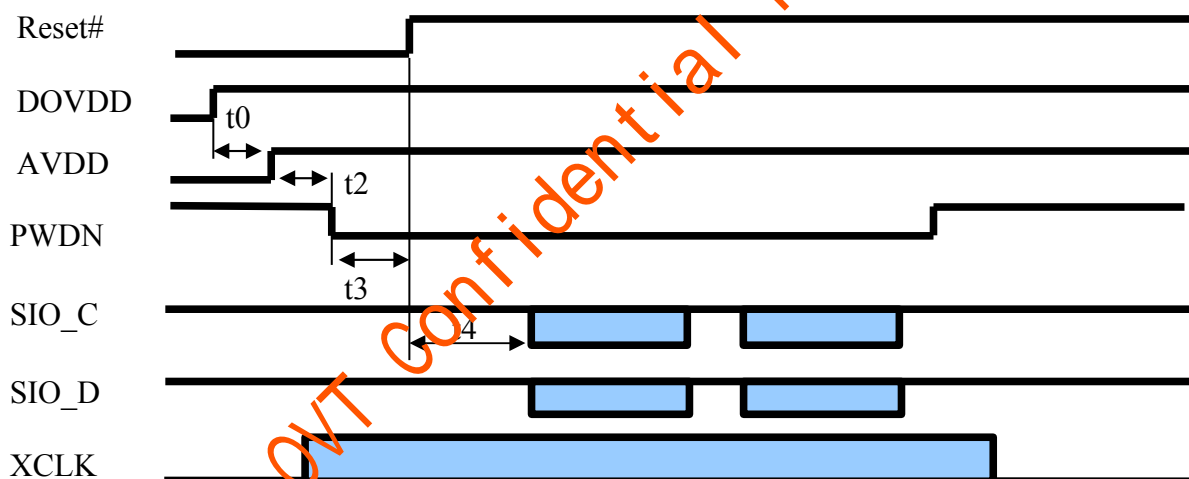 Reset#
DOVDD
t0
AVDD
t2
PWDN
t3
SIO_C
t4
SIO_D
XCLK
OVT Confidential